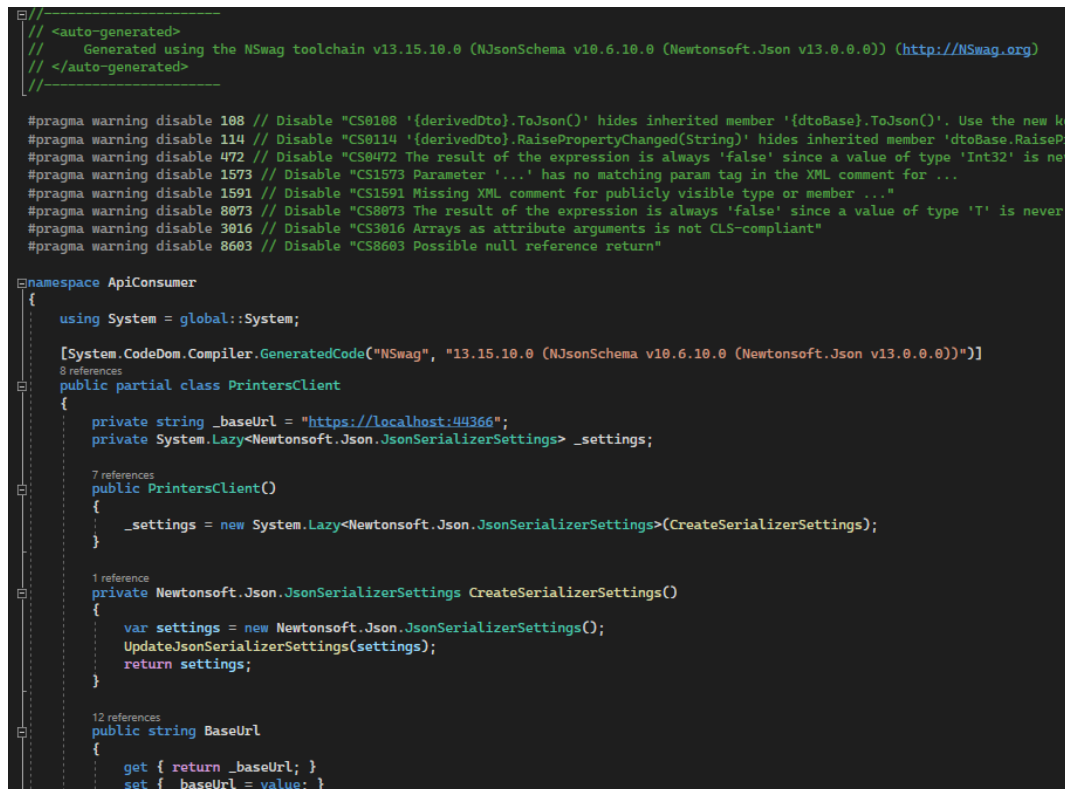 //----------------------
// <auto-generated>
//     Generated using the NSwag toolchain v13.15.10.0 (NJsonSchema v10.6.10.0 (Newtonsoft.Json v13.0.0.0)) (http://NSwag.org)
// </auto-generated>
//----------------------
#pragma warning disable 108 // Disable "CS0108 '{derivedDto}.ToJson()' hides inherited member '{dtoBase}.ToJson()'. Use the new
#pragma warning disable 114 // Disable "CS0114 '{derivedDto}.RaisePropertyChanged(String)' hides inherited member 'dtoBase.RaiseP
#pragma warning disable 472 // Disable "CS0472 The result of the expression is always 'false' since a value of type 'Int32' is ne
#pragma warning disable 1573 // Disable "CS1573 Parameter '...' has no matching param tag in the XML comment for ...
#pragma warning disable 1591 // Disable "CS1591 Missing XML comment for publicly visible type or member ..."
#pragma warning disable 8073 // Disable "CS8073 The result of the expression is always 'false' since a value of type 'T' is never
#pragma warning disable 3016 // Disable "CS3016 Arrays as attribute arguments is not CLS-compliant"
#pragma warning disable 8603 // Disable "CS8603 Possible null reference return"
namespace ApiConsumer
{
using System = global::System;
[System.CodeDom.Compiler.GeneratedCode("NSwag", "13.15.10.0 (NJsonSchema v10.6.10.0 (Newtonsoft.Json v13.0.0.0))")]
8 references
public partial class PrintersClient
{
private string _baseUrl = "https://localhost:44366";
private System.Lazy<Newtonsoft.Json.JsonSerializerSettings> _settings;
7 references
public PrintersClient()
{
_settings = new System.Lazy<Newtonsoft.Json.JsonSerializerSettings>(CreateSerializerSettings);
}
1 reference
private Newtonsoft.Json.JsonSerializerSettings CreateSerializerSettings()
{
var settings = new Newtonsoft.Json.JsonSerializerSettings();
UpdateJsonSerializerSettings(settings);
return settings;
}
12 references
public string BaseUrl
{
get { return _baseUrl; }
set { _baseUrl = value; }